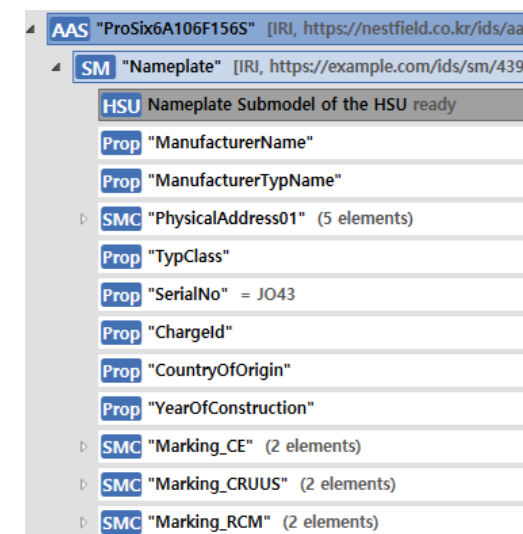 AAS "ProSix6A106F156S" [IRI, https://nestfield.co.kr/ids/aa
SM "Nameplate" [IRI, https://example.com/ids/sm/439
HSU Nameplate Submodel of the HSU ready
Prop "ManufacturerName"
Prop "ManufacturerTypName"
SMC "PhysicalAddress01" (5 elements)
Prop "TypClass"
Prop "SerialNo" = JO43
Prop "ChargeId"
Prop "CountryOfOrigin"
Prop "YearOfConstruction"
SMC "Marking_CE" (2 elements)
SMC "Marking_CRUUS" (2 elements)
SMC "Marking_RCM" (2 elements)